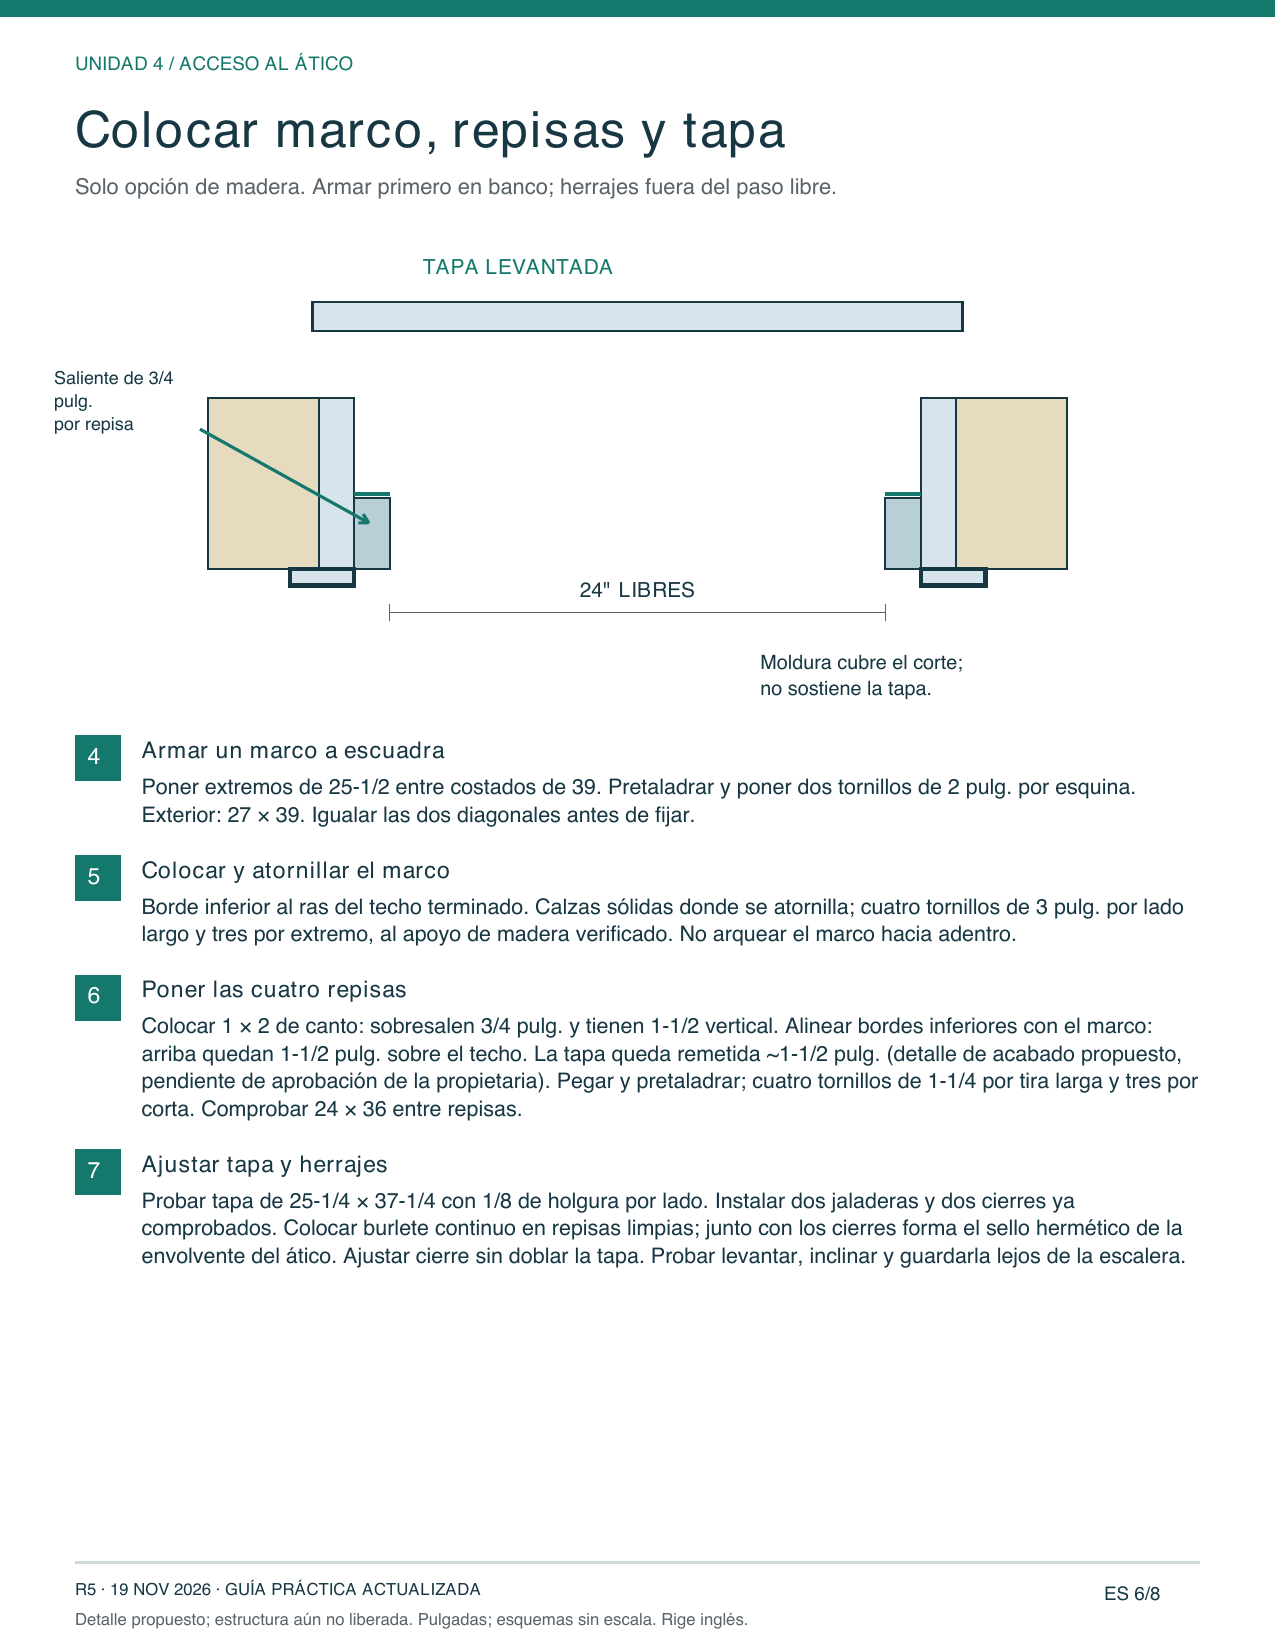 UNIDAD 4 / ACCESO AL ÁTICO
Colocar marco, repisas y tapa
Solo opción de madera. Armar primero en banco; herrajes fuera del paso libre.
TAPA LEVANTADA
Saliente de 3/4
pulg.
por repisa
24" LIBRES
Moldura cubre el corte;
no sostiene la tapa.
4
Armar un marco a escuadra
Poner extremos de 25-1/2 entre costados de 39. Pretaladrar y poner dos tornillos de 2 pulg. por esquina.
Exterior: 27 × 39. Igualar las dos diagonales antes de fijar.
5
Colocar y atornillar el marco
Borde inferior al ras del techo terminado. Calzas sólidas donde se atornilla; cuatro tornillos de 3 pulg. por lado
largo y tres por extremo, al apoyo de madera verificado. No arquear el marco hacia adentro.
6
Poner las cuatro repisas
Colocar 1 × 2 de canto: sobresalen 3/4 pulg. y tienen 1-1/2 vertical. Alinear bordes inferiores con el marco:
arriba quedan 1-1/2 pulg. sobre el techo. La tapa queda remetida ~1-1/2 pulg. (detalle de acabado propuesto,
pendiente de aprobación de la propietaria). Pegar y pretaladrar; cuatro tornillos de 1-1/4 por tira larga y tres por
corta. Comprobar 24 × 36 entre repisas.
7
Ajustar tapa y herrajes
Probar tapa de 25-1/4 × 37-1/4 con 1/8 de holgura por lado. Instalar dos jaladeras y dos cierres ya
comprobados. Colocar burlete continuo en repisas limpias; junto con los cierres forma el sello hermético de la
envolvente del ático. Ajustar cierre sin doblar la tapa. Probar levantar, inclinar y guardarla lejos de la escalera.
R5 · 19 NOV 2026 · GUÍA PRÁCTICA ACTUALIZADA
ES 6/8
Detalle propuesto; estructura aún no liberada. Pulgadas; esquemas sin escala. Rige inglés.